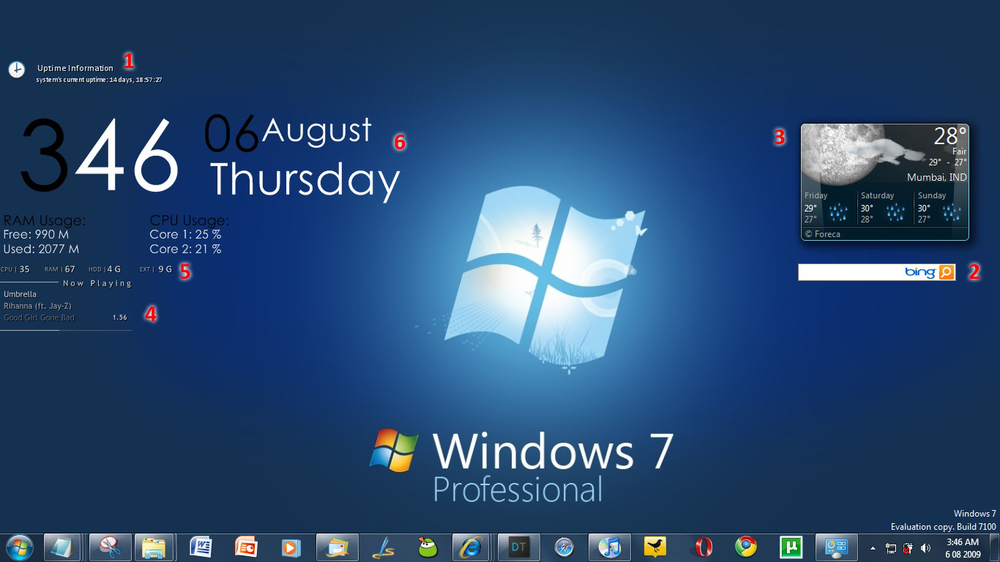 1
Uptime Information
system's current uptime: 14 days, 18:57:27
346
06 August
Thursday
6
RAM Usage:
Free: 990 M
Used: 2077 M
CPU Usage:
Core 1: 25 %
Core 2: 21 %
CPU | 35 RAM | 67 HDD | 4 G EXT | 9 G
5
Now Playing
Umbrella
Rihanna (ft. Jay-Z)
Good Girl Gone Bad 1.56
4
3
28°
Fair
29° - 27°
Mumbai, IND
Friday Saturday Sunday
29° 30° 30°
27° 28° 27°
© Foreca
bing
2
Windows 7
Professional
Windows 7
Evaluation copy. Build 7100
DT
3:46 AM
6 08 2009